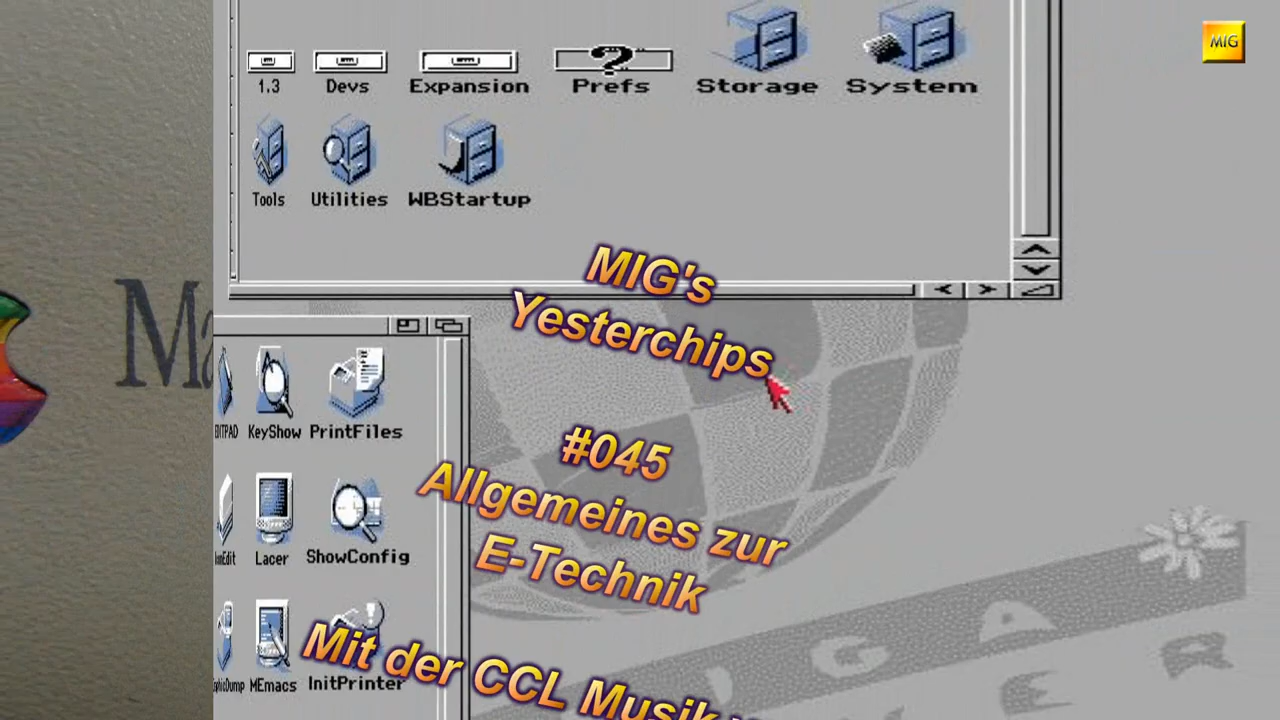 MIG
1.3 Devs Expansion Prefs Storage System
Tools Utilities WBStartup
MIG's
Yesterchips
KeyShow PrintFiles
#045
Allgemeines zur
E-Technik
Lacer ShowConfig
MEmacs InitPrinter
Mit der CCL Musik